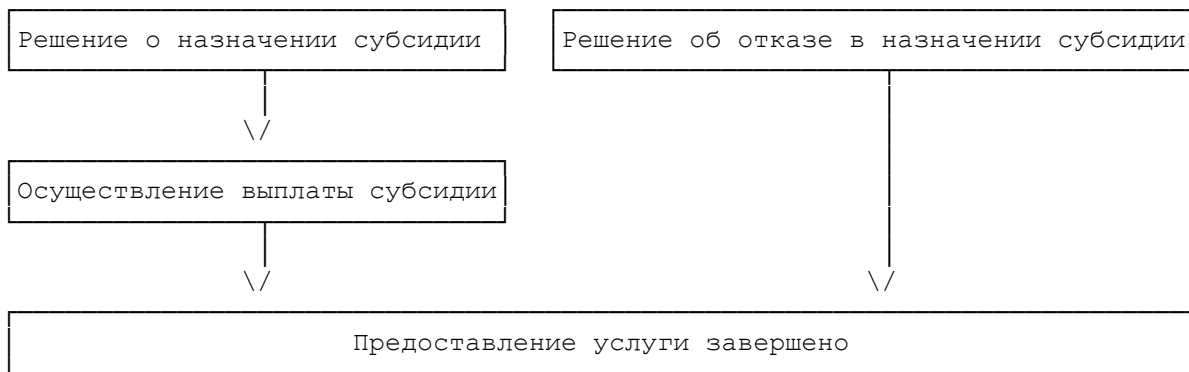 Решение о назначении субсидии
Решение об отказе в назначении субсидии
Осуществление выплаты субсидии
Предоставление услуги завершено